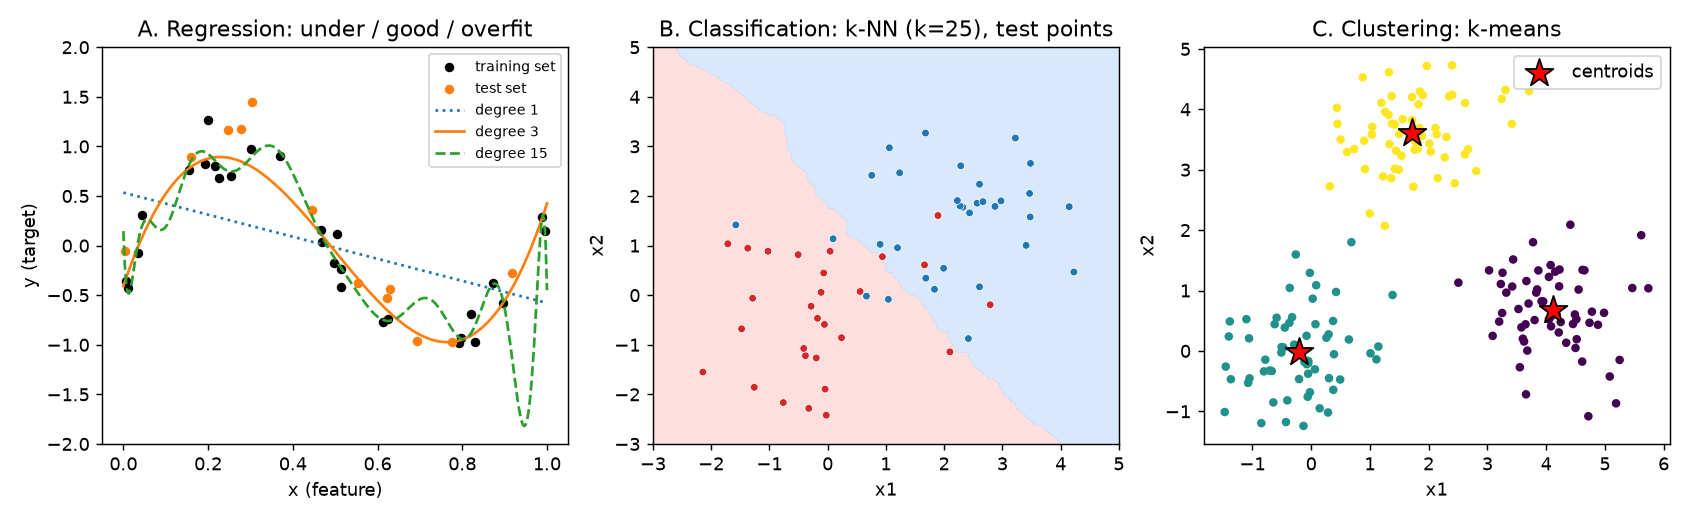 A. Regression: under / good / overfit
2.0
1.5
1.0
0.5
0.0
−0.5
−1.0
−1.5
−2.0
0.0 0.2 0.4 0.6 0.8 1.0
x (feature)
y (target)
training set
test set
degree 1
degree 3
degree 15
B. Classification: k-NN (k=25), test points
5
4
3
2
1
0
−1
−2
−3
−3 −2 −1 0 1 2 3 4 5
x1
x2
C. Clustering: k-means
5
4
3
2
1
0
−1
−1 0 1 2 3 4 5 6
x1
x2
centroids